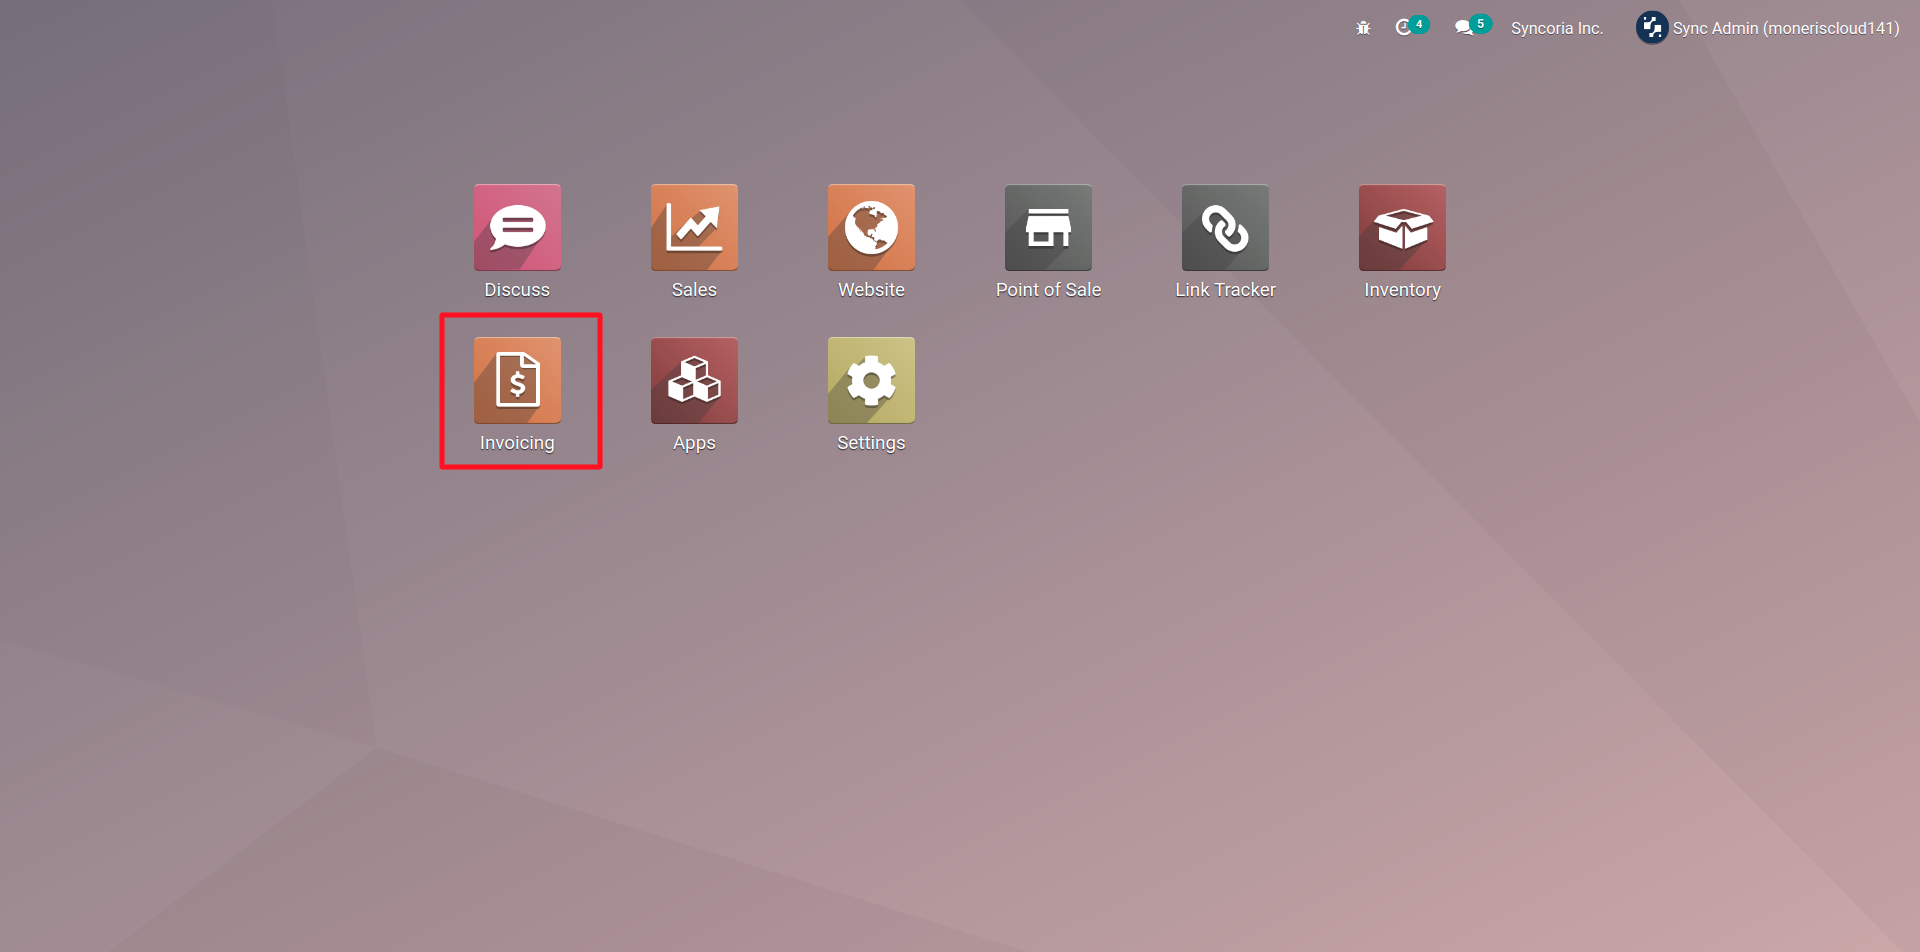 4
5
Syncoria Inc.
Sync Admin (moneriscloud141)
Discuss
Sales
Website
Point of Sale
Link Tracker
Inventory
$
Invoicing
Apps
Settings